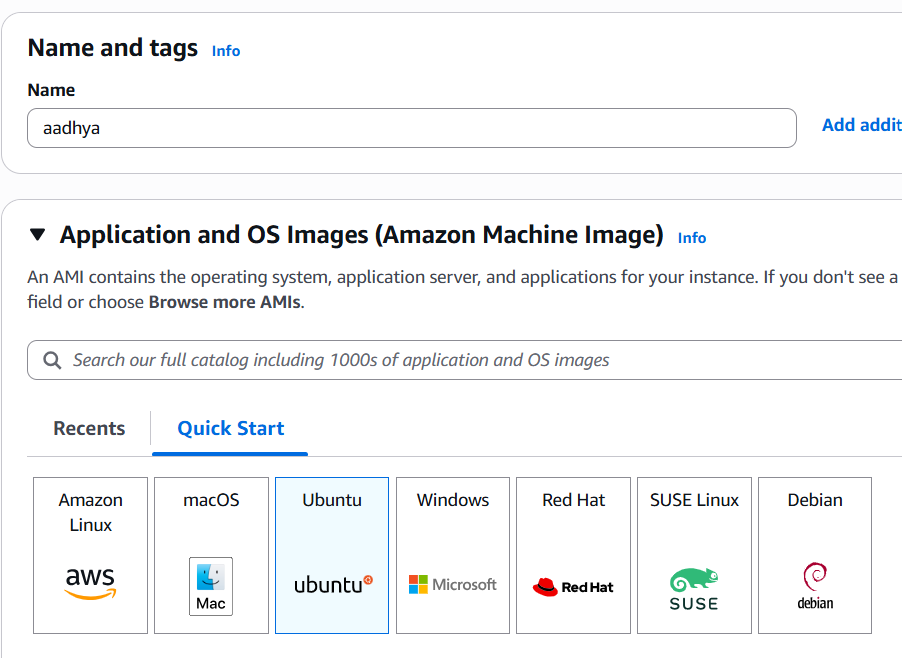 Name and tags Info
Name
aadhya
Add addit
Application and OS Images (Amazon Machine Image) Info
An AMI contains the operating system, application server, and applications for your instance. If you don't see a
field or choose Browse more AMIs.
Search our full catalog including 1000s of application and OS images
Recents
Quick Start
Amazon
Linux
aws
macOS
Mac
Ubuntu
ubuntu
Windows
Microsoft
Red Hat
Red Hat
SUSE Linux
SUSE
Debian
debian